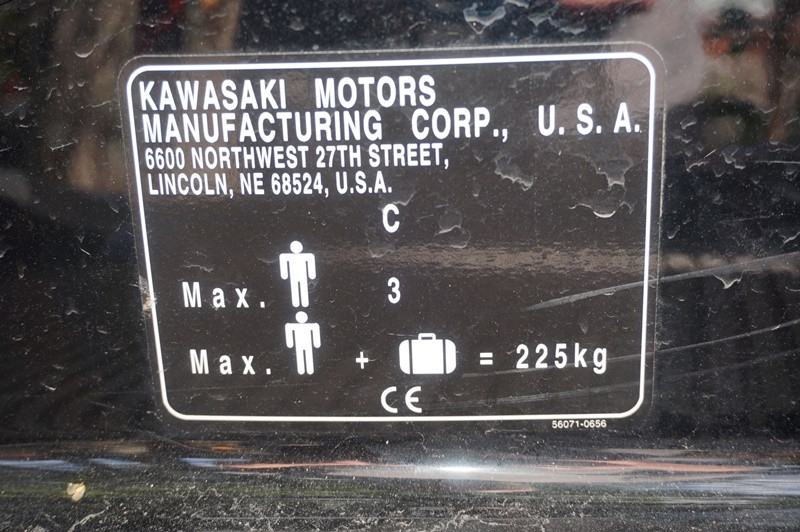 KAWASAKI MOTORS
MANUFACTURING CORP., U.S.A.
6600 NORTHWEST 27TH STREET,
LINCOLN, NE 68524, U.S.A.
C
Max. 3
Max. + = 225kg
CE
56071-0656